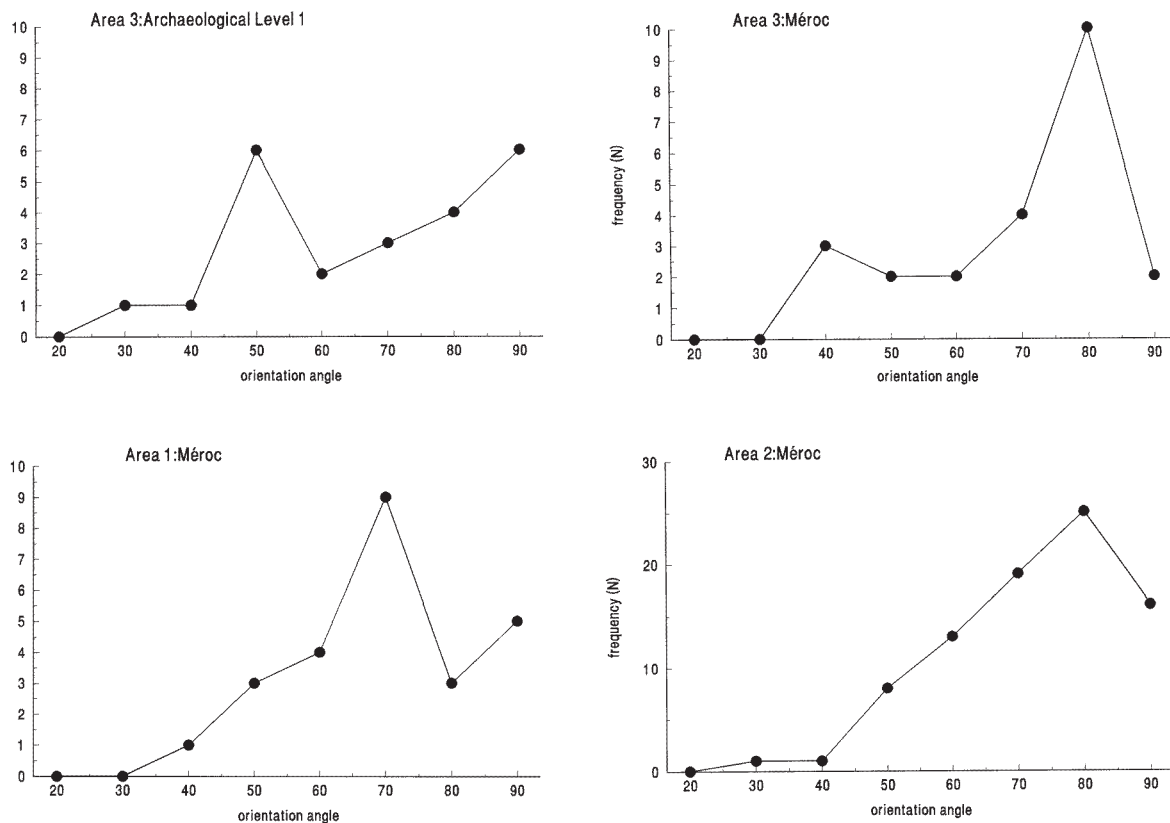 Area 3:Archaeological Level 1
10
9
8
7
6
5
4
3
2
1
0
20 30 40 50 60 70 80 90
orientation angle
Area 3:Méroc
frequency (N)
10
9
8
7
6
5
4
3
2
1
0
20 30 40 50 60 70 80 90
orientation angle
Area 1:Méroc
10
9
8
7
6
5
4
3
2
1
0
20 30 40 50 60 70 80 90
orientation angle
Area 2:Méroc
frequency (N)
30
20
10
0
20 30 40 50 60 70 80 90
orientation angle